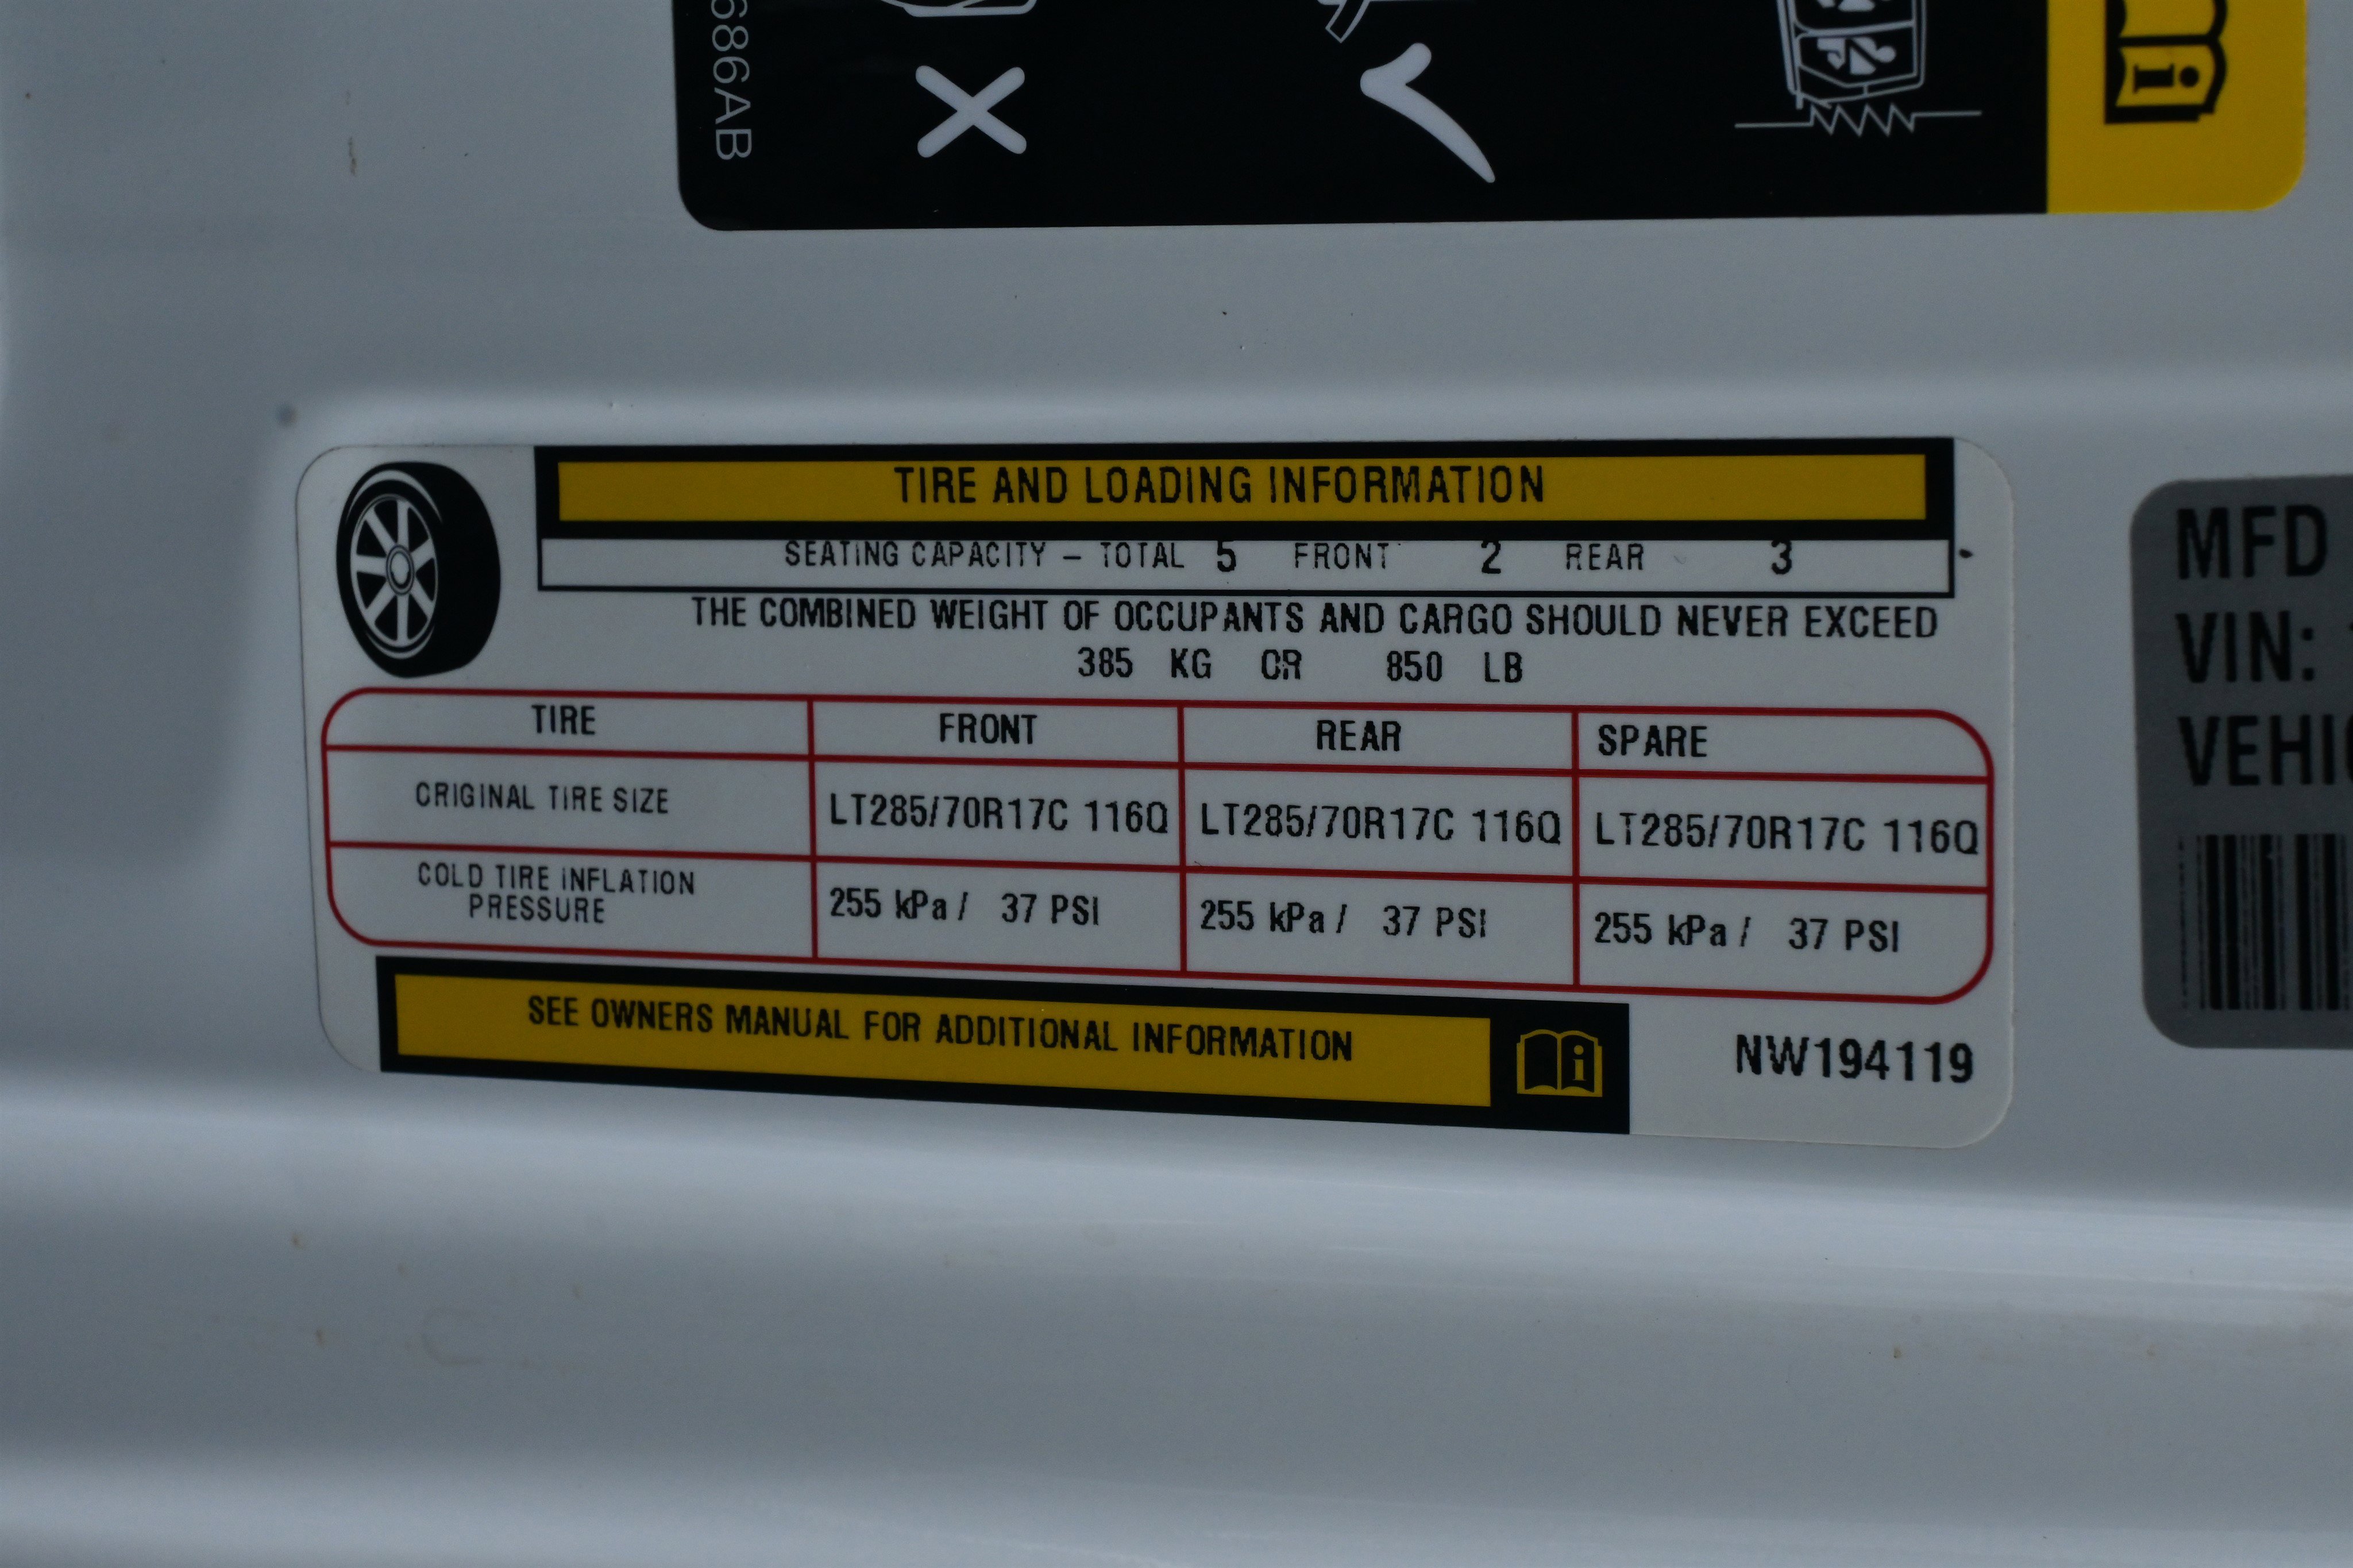 686AB
i
TIRE AND LOADING INFORMATION
SEATING CAPACITY – TOTAL 5 FRONT 2 REAR 3
THE COMBINED WEIGHT OF OCCUPANTS AND CARGO SHOULD NEVER EXCEED
385 KG OR 850 LB
TIRE FRONT REAR SPARE
ORIGINAL TIRE SIZE LT285/70R17C 116Q LT285/70R17C 116Q LT285/70R17C 116Q
COLD TIRE INFLATION
PRESSURE 255 kPa / 37 PSI 255 kPa / 37 PSI 255 kPa / 37 PSI
SEE OWNERS MANUAL FOR ADDITIONAL INFORMATION i
NW194119
MFD
VIN:
VEHIC